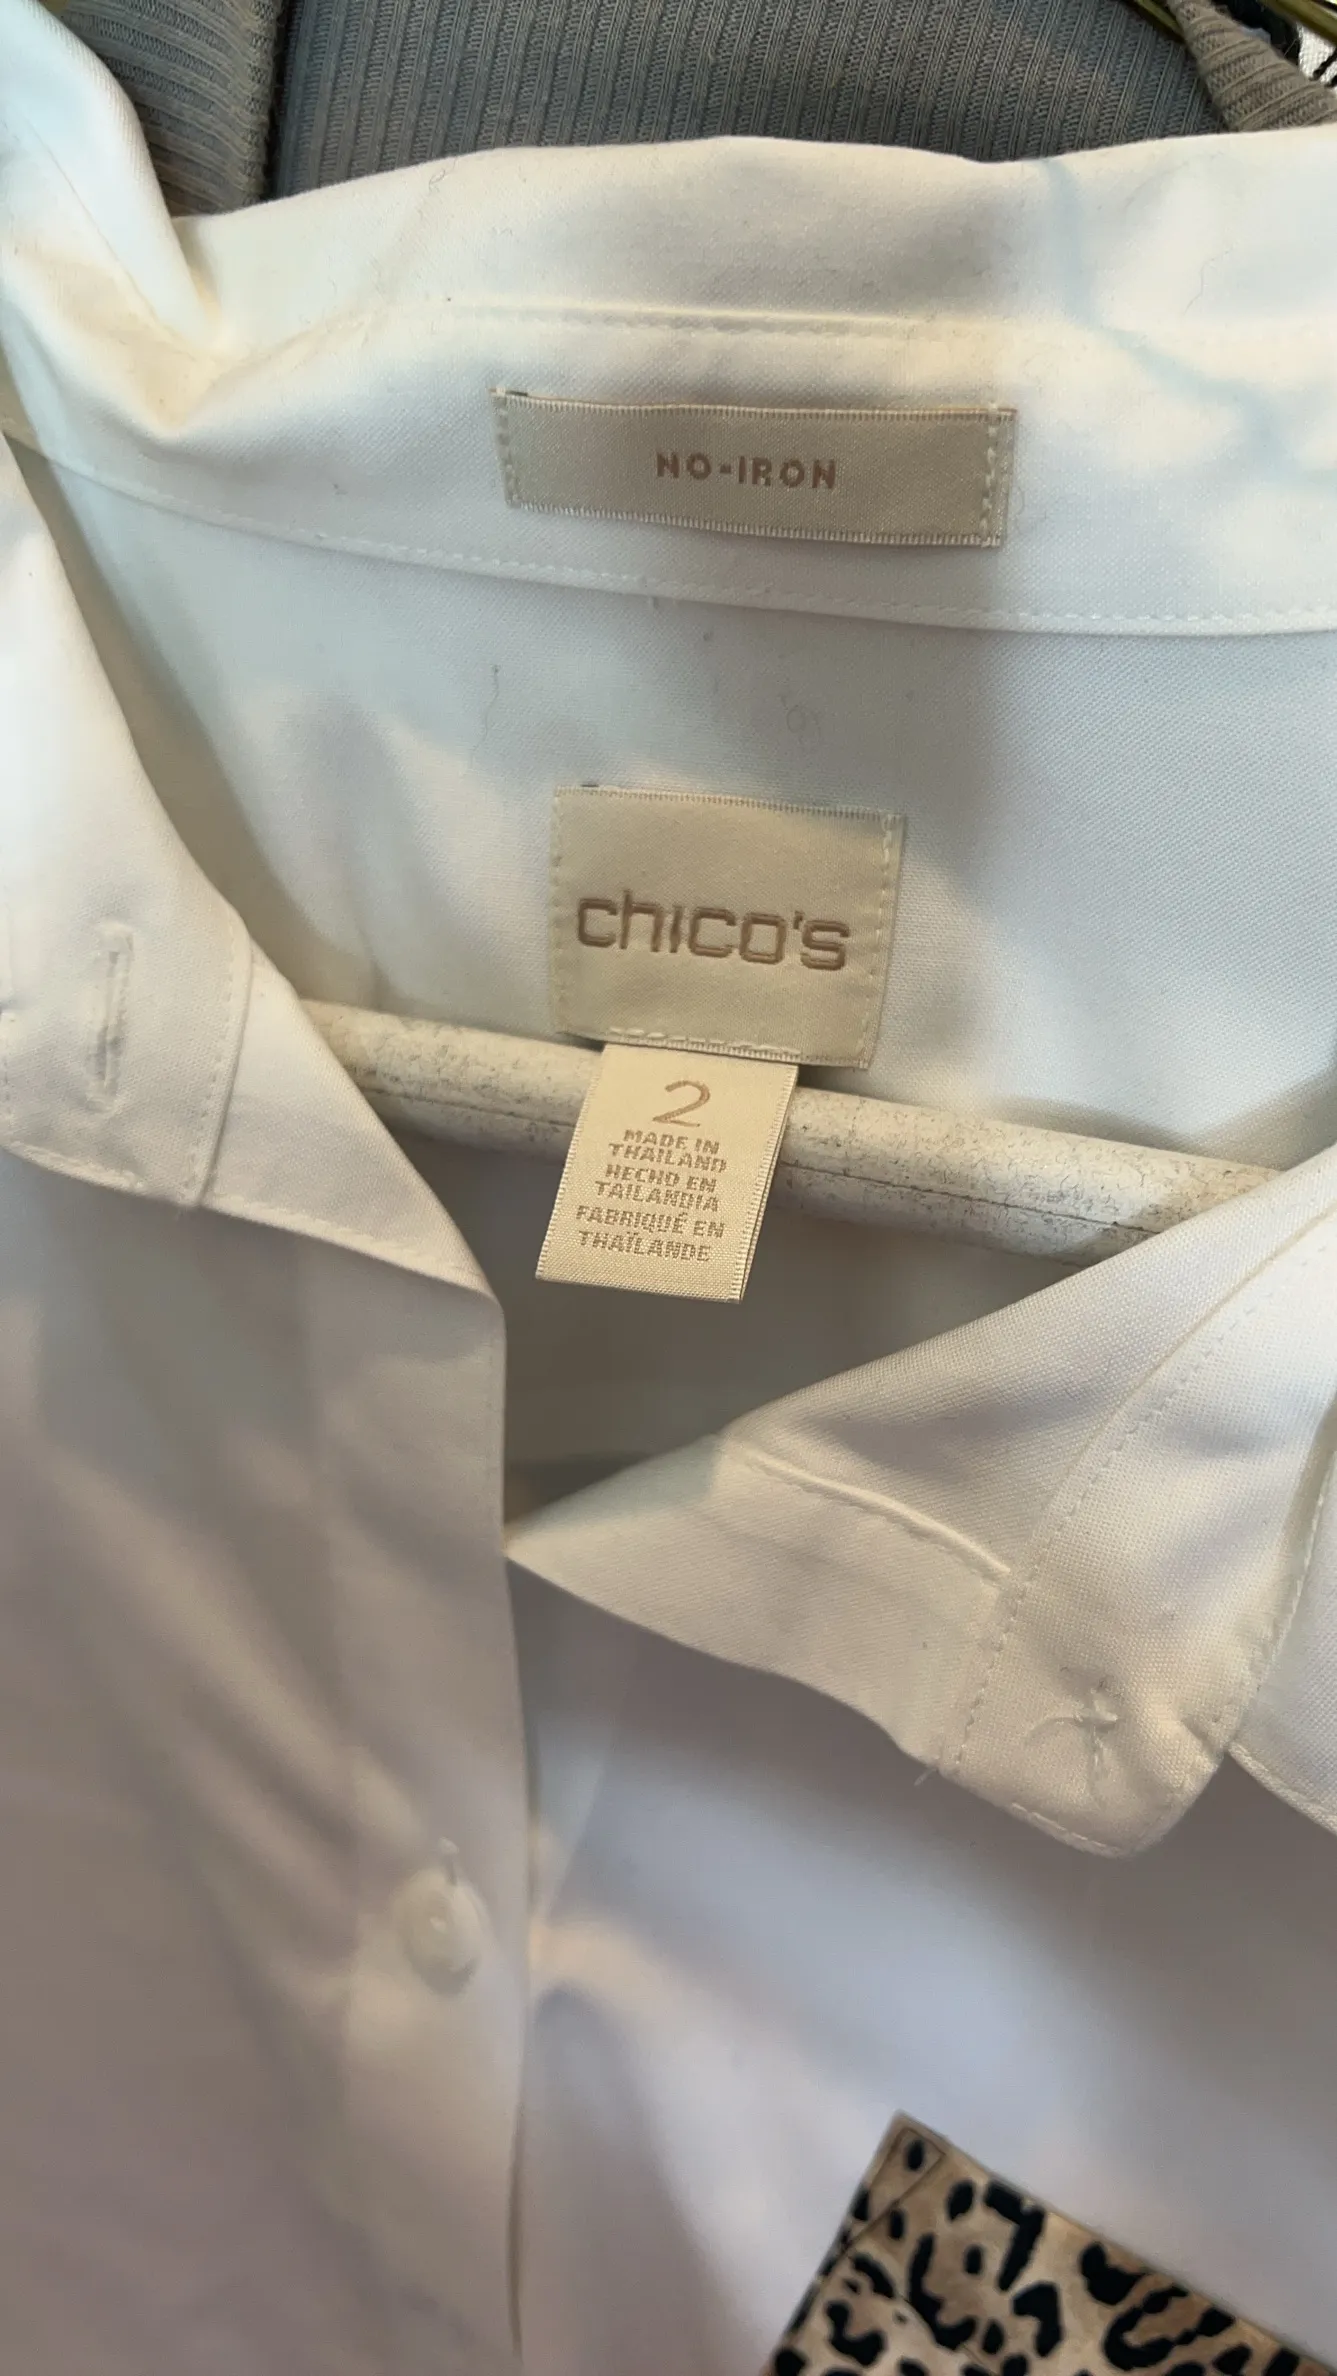 NO-IRON
chico's
2
MADE IN
THAILAND
HECHO EN
TAILANDIA
FABRIQUÉ EN
THAÏLANDE